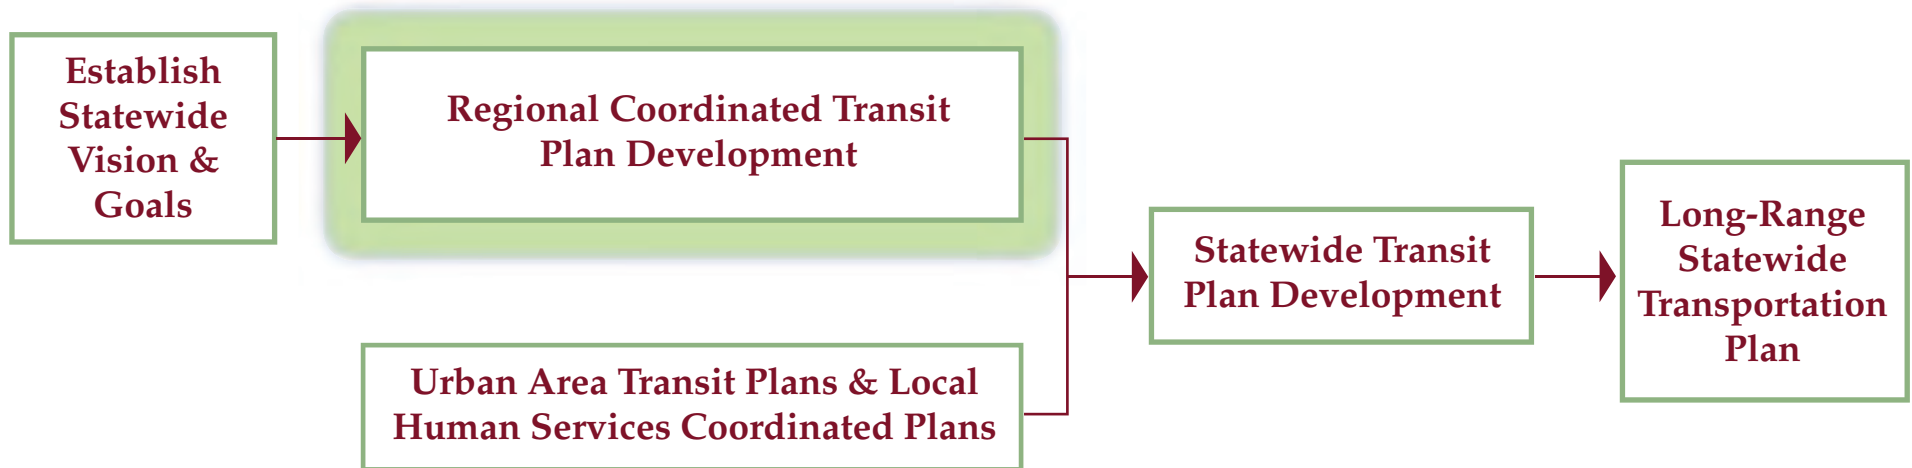 Establish
Statewide
Vision &
Goals
Regional Coordinated Transit
Plan Development
Urban Area Transit Plans & Local
Human Services Coordinated Plans
Statewide Transit
Plan Development
Long-Range
Statewide
Transportation
Plan